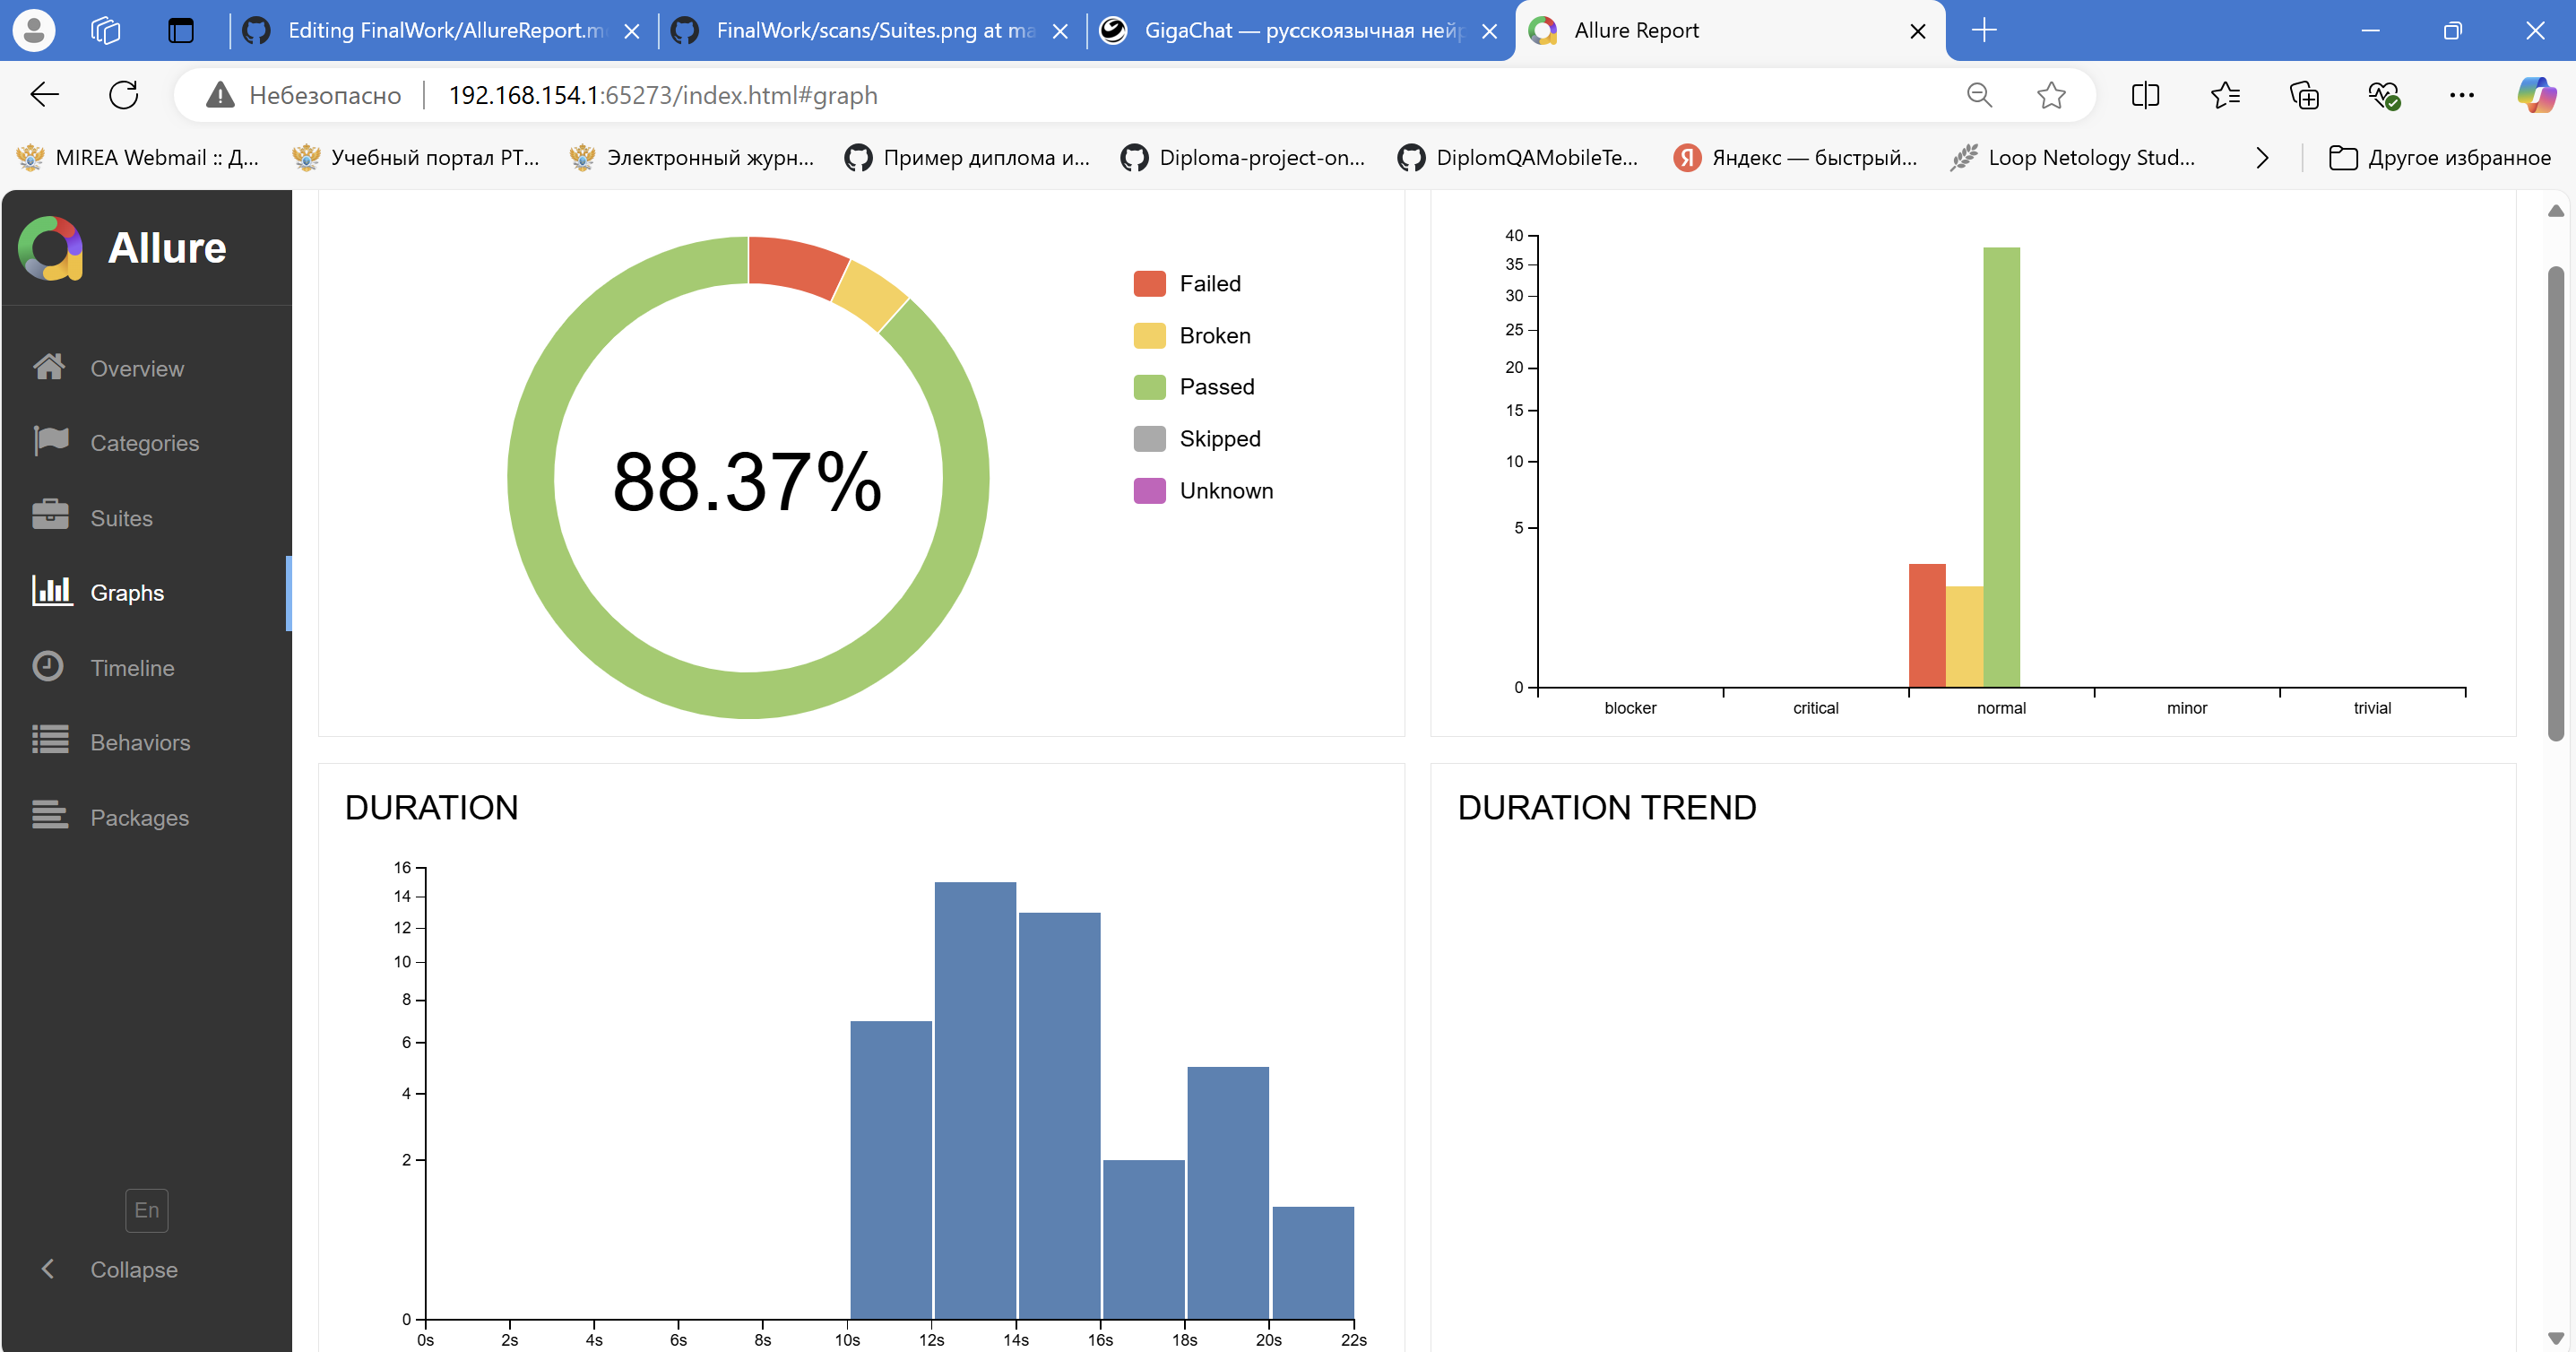 Editing FinalWork/AllureReport.m
FinalWork/scans/Suites.png at ma
GigaChat — русскоязычная ней
Allure Report
Небезопасно
192.168.154.1:65273/index.html#graph
MIREA Webmail :: Д...
Учебный портал РТ...
Электронный журн...
Пример диплома и...
Diploma-project-on...
DiplomQAMobileTe...
Яндекс — быстрый...
Loop Netology Stud...
Другое избранное
Allure
Overview
Categories
Suites
Graphs
Timeline
Behaviors
Packages
En
Collapse
88.37%
Failed
Broken
Passed
Skipped
Unknown
40
35
30
25
20
15
10
5
0
blocker critical normal minor trivial
DURATION
16
14
12
10
8
6
4
2
0
0s 2s 4s 6s 8s 10s 12s 14s 16s 18s 20s 22s
DURATION TREND